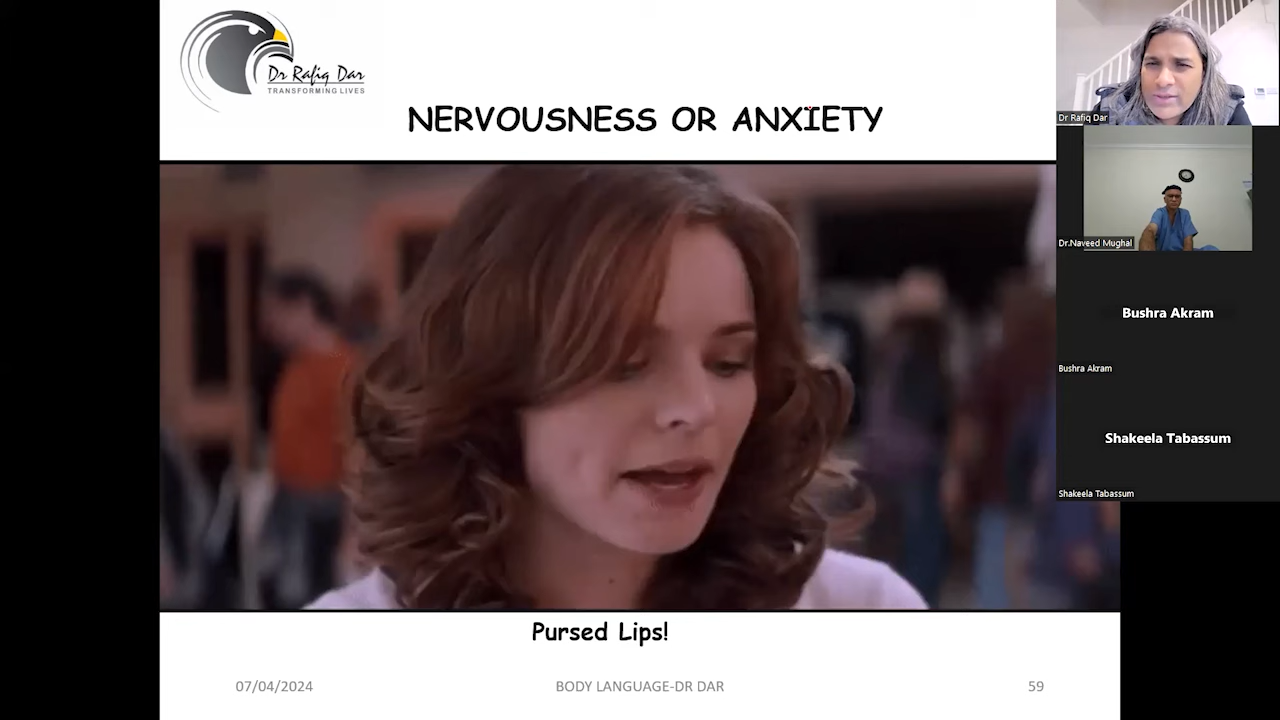 Dr Rafiq Dar
TRANSFORMING LIVES
NERVOUSNESS OR ANXIETY
Pursed Lips!
07/04/2024
BODY LANGUAGE-DR DAR
59
Dr Rafiq Dar
Dr.Naveed Mughal
Bushra Akram
Bushra Akram
Shakeela Tabassum
Shakeela Tabassum